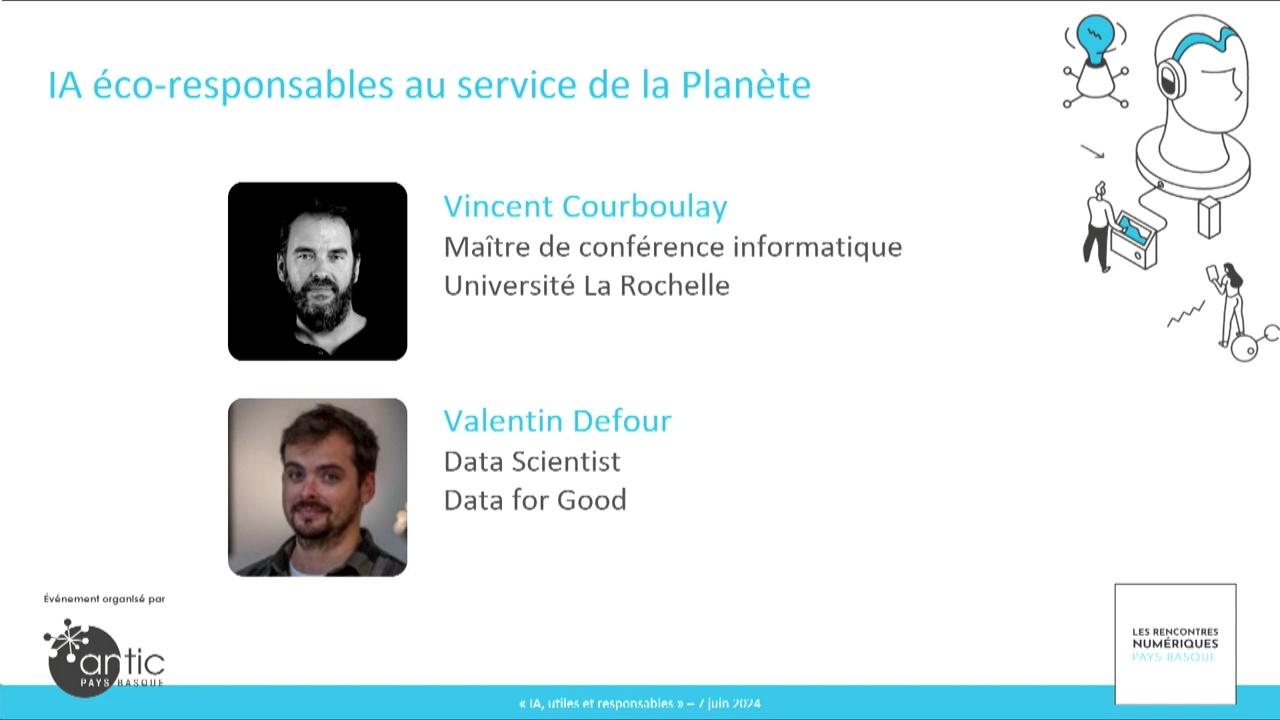 IA éco-responsables au service de la Planète
Vincent Courboulay
Maître de conférence informatique
Université La Rochelle
Valentin Defour
Data Scientist
Data for Good
Événement organisé par
antic
PAYS BASQUE
LES RENCONTRES
NUMÉRIQUES
PAYS BASQUE
« IA, utiles et responsables » – 7 juin 2024